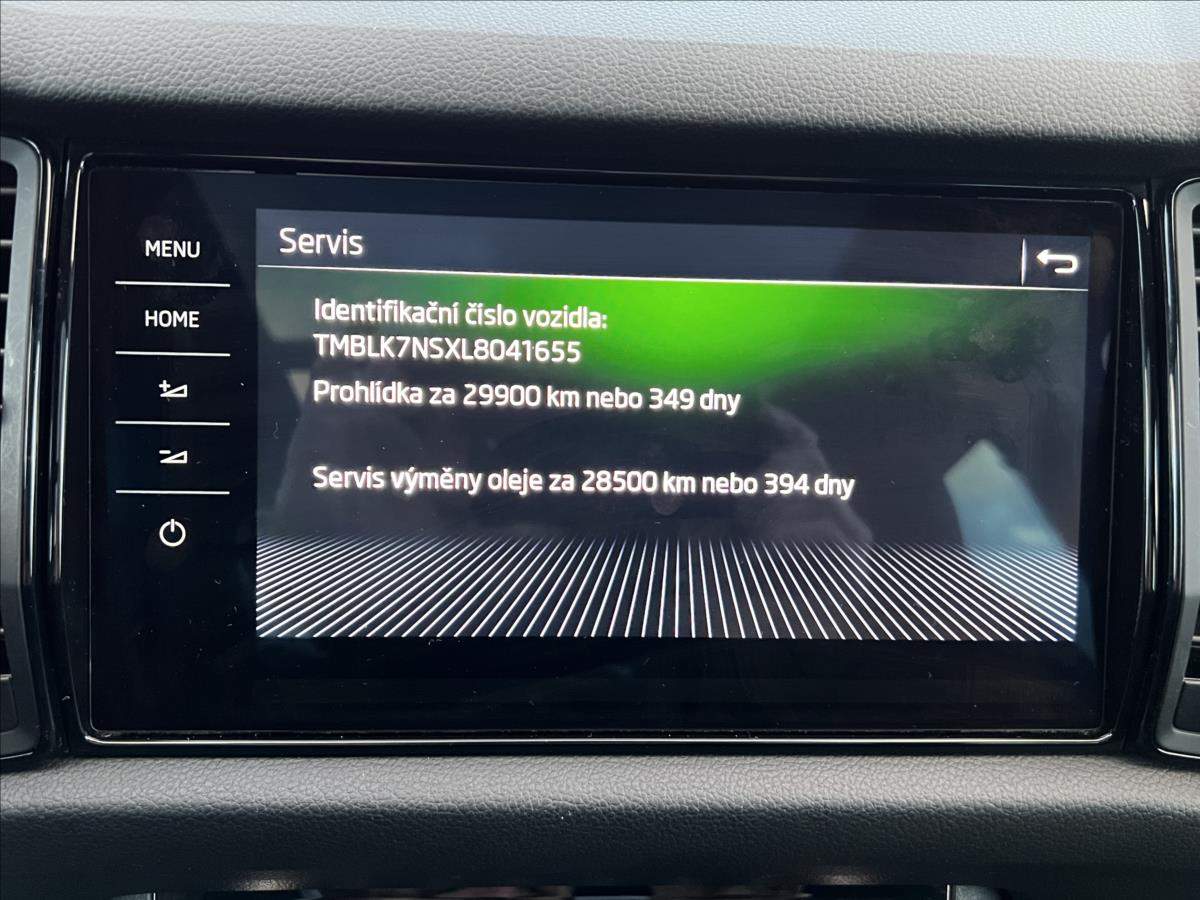 MENU
HOME
Servis
Identifikační číslo vozidla:
TMBLK7NSXL8041655
Prohlídka za 29900 km nebo 349 dny
Servis výměny oleje za 28500 km nebo 394 dny